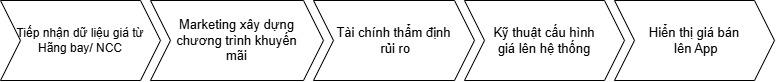 Tiếp nhận dữ liệu giá từ
Hãng bay/ NCC
Marketing xây dựng
chương trình khuyến
mãi
Tài chính thẩm định
rủi ro
Kỹ thuật cấu hình
giá lên hệ thống
Hiển thị giá bán
lên App